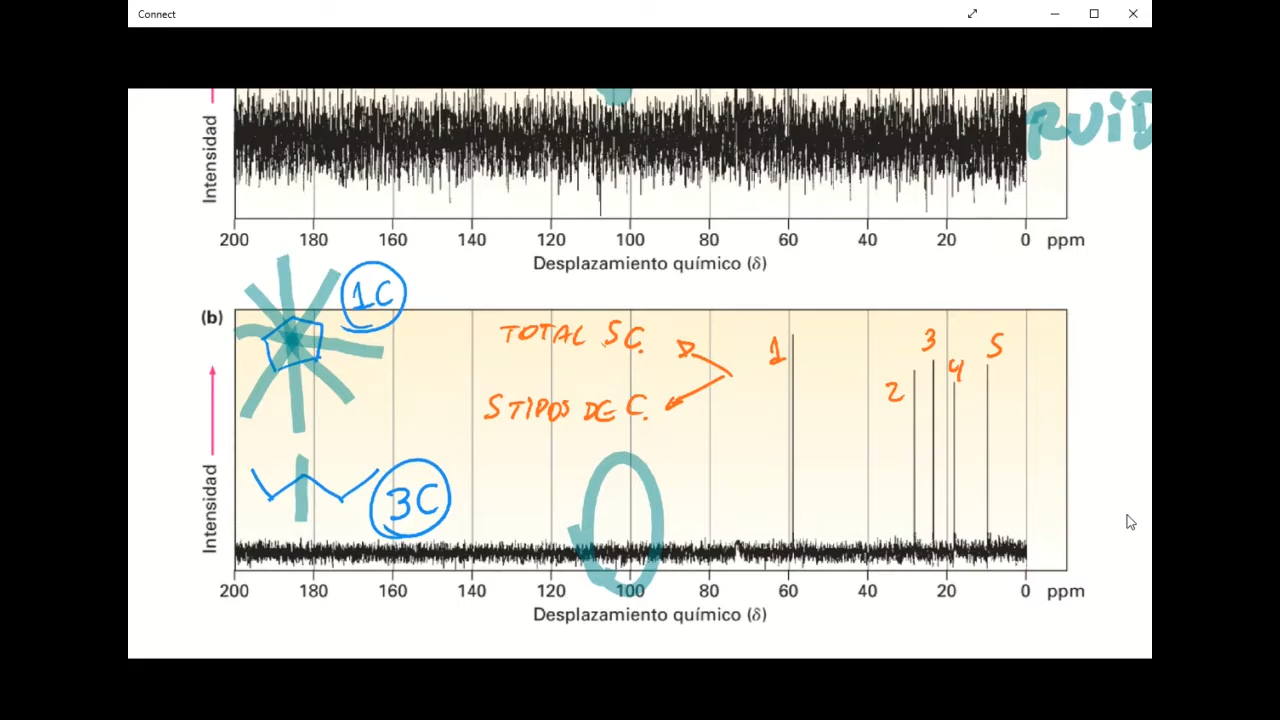 Connect
Intensidad
RUID
200 180 160 140 120 100 80 60 40 20 0 ppm
Desplazamiento químico (δ)
1C
(b)
TOTAL 5 C.
1
2
3
4
5
5 TIPOS DE C.
Intensidad
3C
200 180 160 140 120 100 80 60 40 20 0 ppm
Desplazamiento químico (δ)